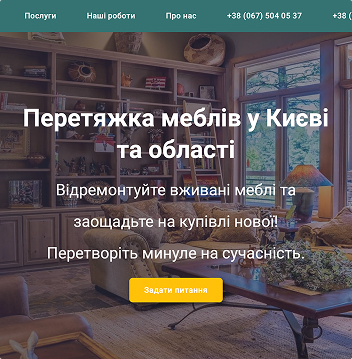 Послуги Наші роботи Про нас +38 (067) 504 05 37 +38 (
Перетяжка меблів у Києві
та області
Відремонтуйте вживані меблі та
заощадьте на купівлі нової!
Перетворіть минуле на сучасність.
Задати питання